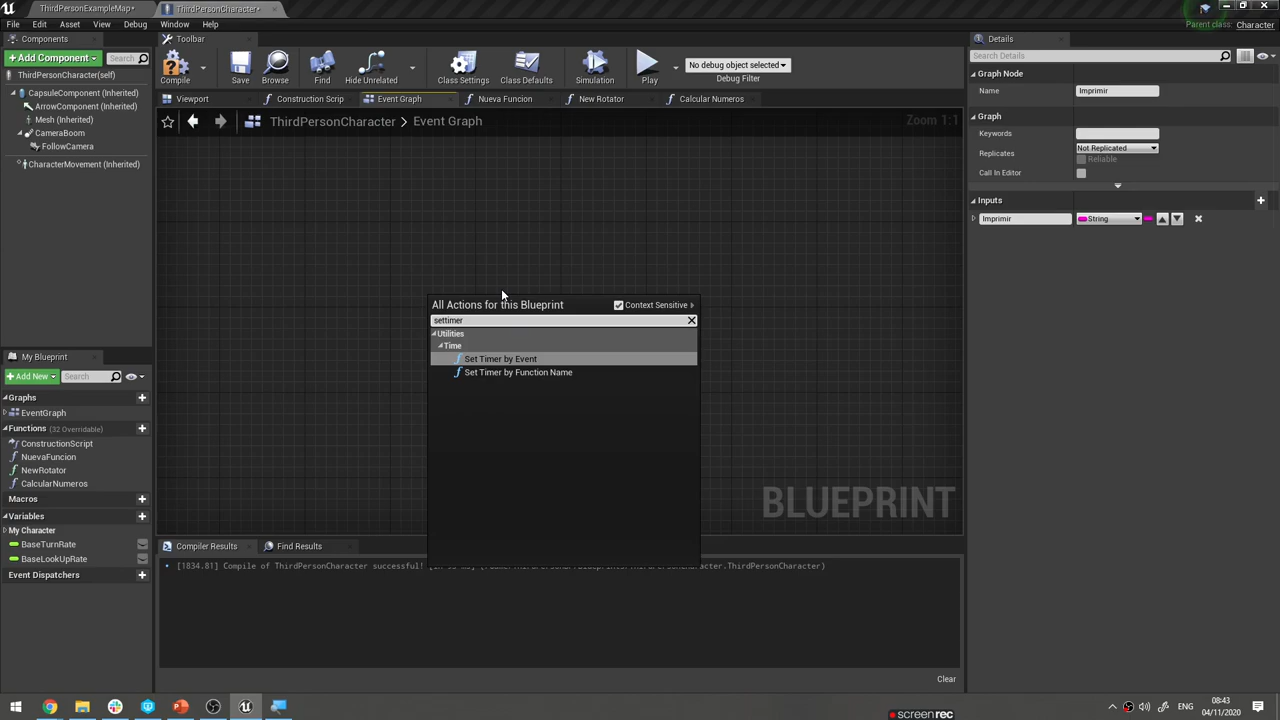 ThirdPersonExampleMap*
ThirdPersonCharacter*
File Edit Asset View Debug Window Help
Parent class: Character
Components
Toolbar
Details
+ Add Component
Search
Compile
Save
Browse
Find
Hide Unrelated
Class Settings
Class Defaults
Simulation
Play
No debug object selected
Debug Filter
Search Details
ThirdPersonCharacter(self)
CapsuleComponent (Inherited)
ArrowComponent (Inherited)
Mesh (Inherited)
CameraBoom
FollowCamera
CharacterMovement (Inherited)
Viewport
Construction Scrip
Event Graph
Nueva Funcion
New Rotator
Calcular Numeros
ThirdPersonCharacter > Event Graph
Zoom 1:1
Graph Node
Name Imprimir
Graph
Keywords
Replicates Not Replicated
Reliable
Call In Editor
Inputs
Imprimir String
All Actions for this Blueprint
Context Sensitive
settimer
Utilities
Time
Set Timer by Event
Set Timer by Function Name
BLUEPRINT
My Blueprint
+ Add New
Search
Graphs
EventGraph
Functions (32 Overridable)
ConstructionScript
NuevaFuncion
NewRotator
CalcularNumeros
Macros
Variables
My Character
BaseTurnRate
BaseLookUpRate
Event Dispatchers
Compiler Results
Find Results
[1834.81] Compile of ThirdPersonCharacter successful!
Clear
ENG
08:43
04/11/2020
screenrec